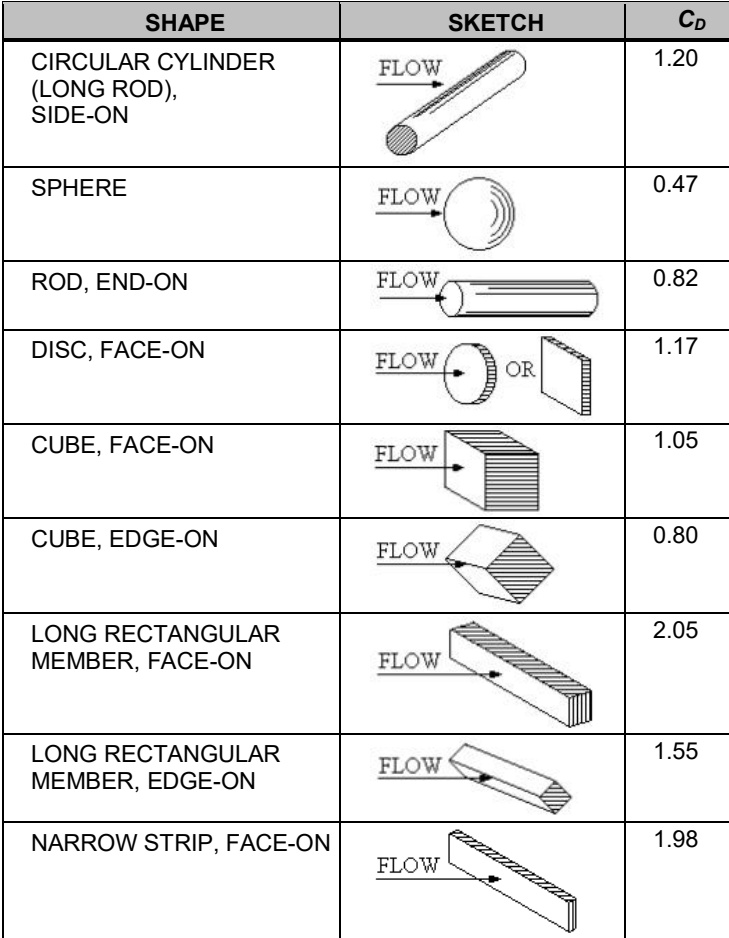 SHAPE SKETCH C_D
CIRCULAR CYLINDER FLOW 1.20
(LONG ROD),
SIDE-ON
SPHERE FLOW 0.47
ROD, END-ON FLOW 0.82
DISC, FACE-ON FLOW OR 1.17
CUBE, FACE-ON FLOW 1.05
CUBE, EDGE-ON FLOW 0.80
LONG RECTANGULAR 2.05
MEMBER, FACE-ON FLOW
LONG RECTANGULAR FLOW 1.55
MEMBER, EDGE-ON
NARROW STRIP, FACE-ON FLOW 1.98